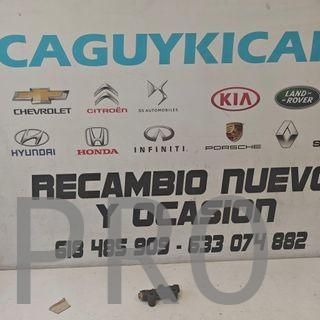 CAGUYKICAR
CHEVROLET CITROËN DS AUTOMOBILES KIA LAND ROVER
HYUNDAI HONDA INFINITI PORSCHE S
RECAMBIO NUEVO
Y OCASION
618 485 909 - 633 074 882
PRO